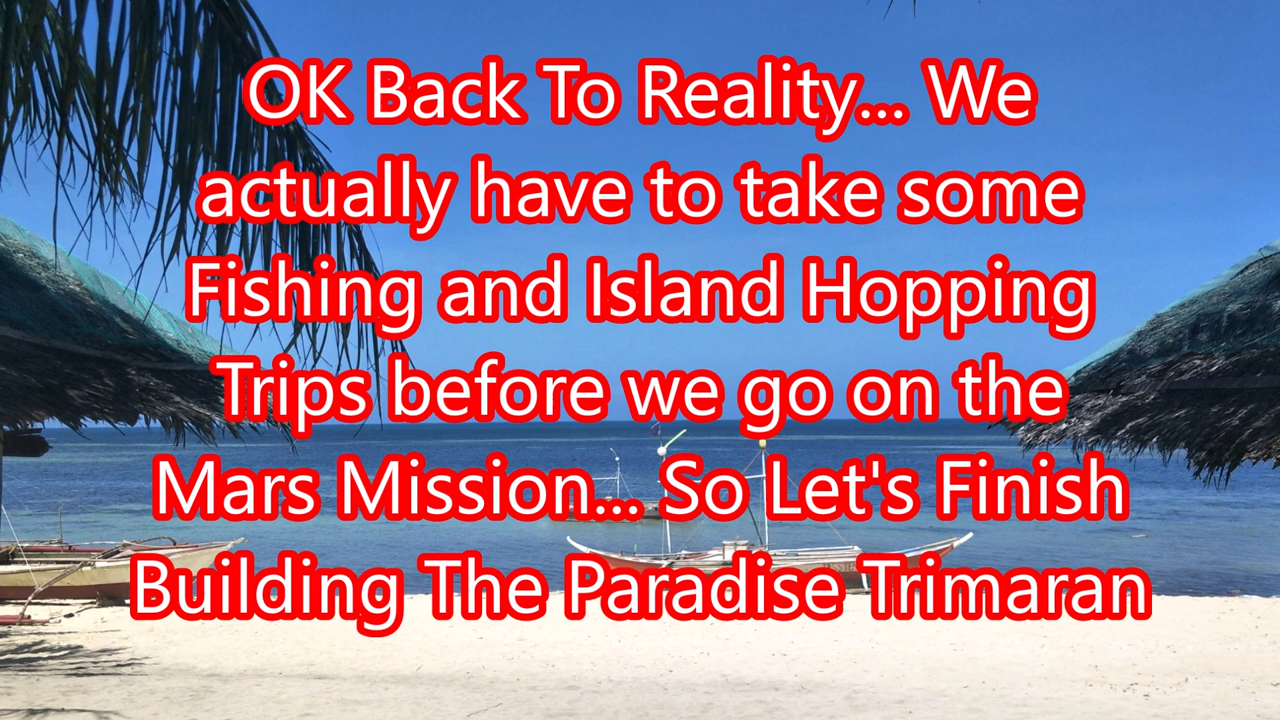 OK Back To Reality... We
actually have to take some
Fishing and Island Hopping
Trips before we go on the
Mars Mission... So Let's Finish
Building The Paradise Trimaran